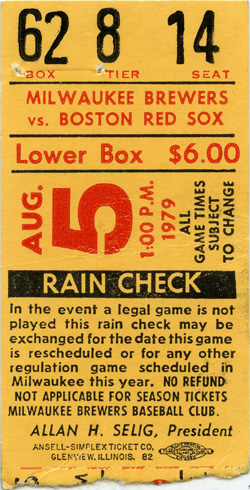 62 8 14
BOX TIER SEAT
MILWAUKEE BREWERS
vs. BOSTON RED SOX
Lower Box $6.00
AUG. 5 1:00 P.M. 1979
ALL GAME TIMES SUBJECT TO CHANGE
RAIN CHECK
In the event a legal game is not
played this rain check may be
exchanged for the date this game
is rescheduled or for any other
regulation game scheduled in
Milwaukee this year. NO REFUND
NOT APPLICABLE FOR SEASON TICKETS
MILWAUKEE BREWERS BASEBALL CLUB.
ALLAN H. SELIG, President
ANSELL-SIMPLEX TICKET CO.
GLENVIEW, ILLINOIS. 82